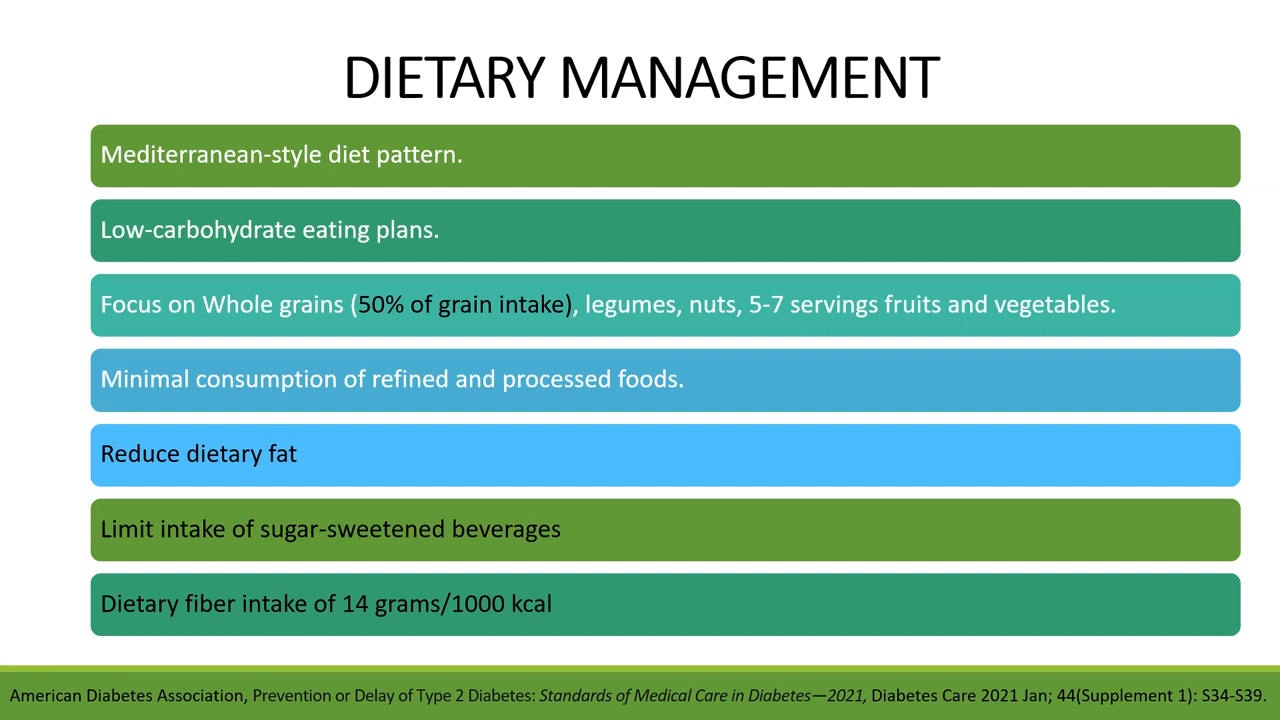 DIETARY MANAGEMENT
Mediterranean-style diet pattern.
Low-carbohydrate eating plans.
Focus on Whole grains (50% of grain intake), legumes, nuts, 5-7 servings fruits and vegetables.
Minimal consumption of refined and processed foods.
Reduce dietary fat
Limit intake of sugar-sweetened beverages
Dietary fiber intake of 14 grams/1000 kcal
American Diabetes Association, Prevention or Delay of Type 2 Diabetes: Standards of Medical Care in Diabetes—2021, Diabetes Care 2021 Jan; 44(Supplement 1): S34-S39.